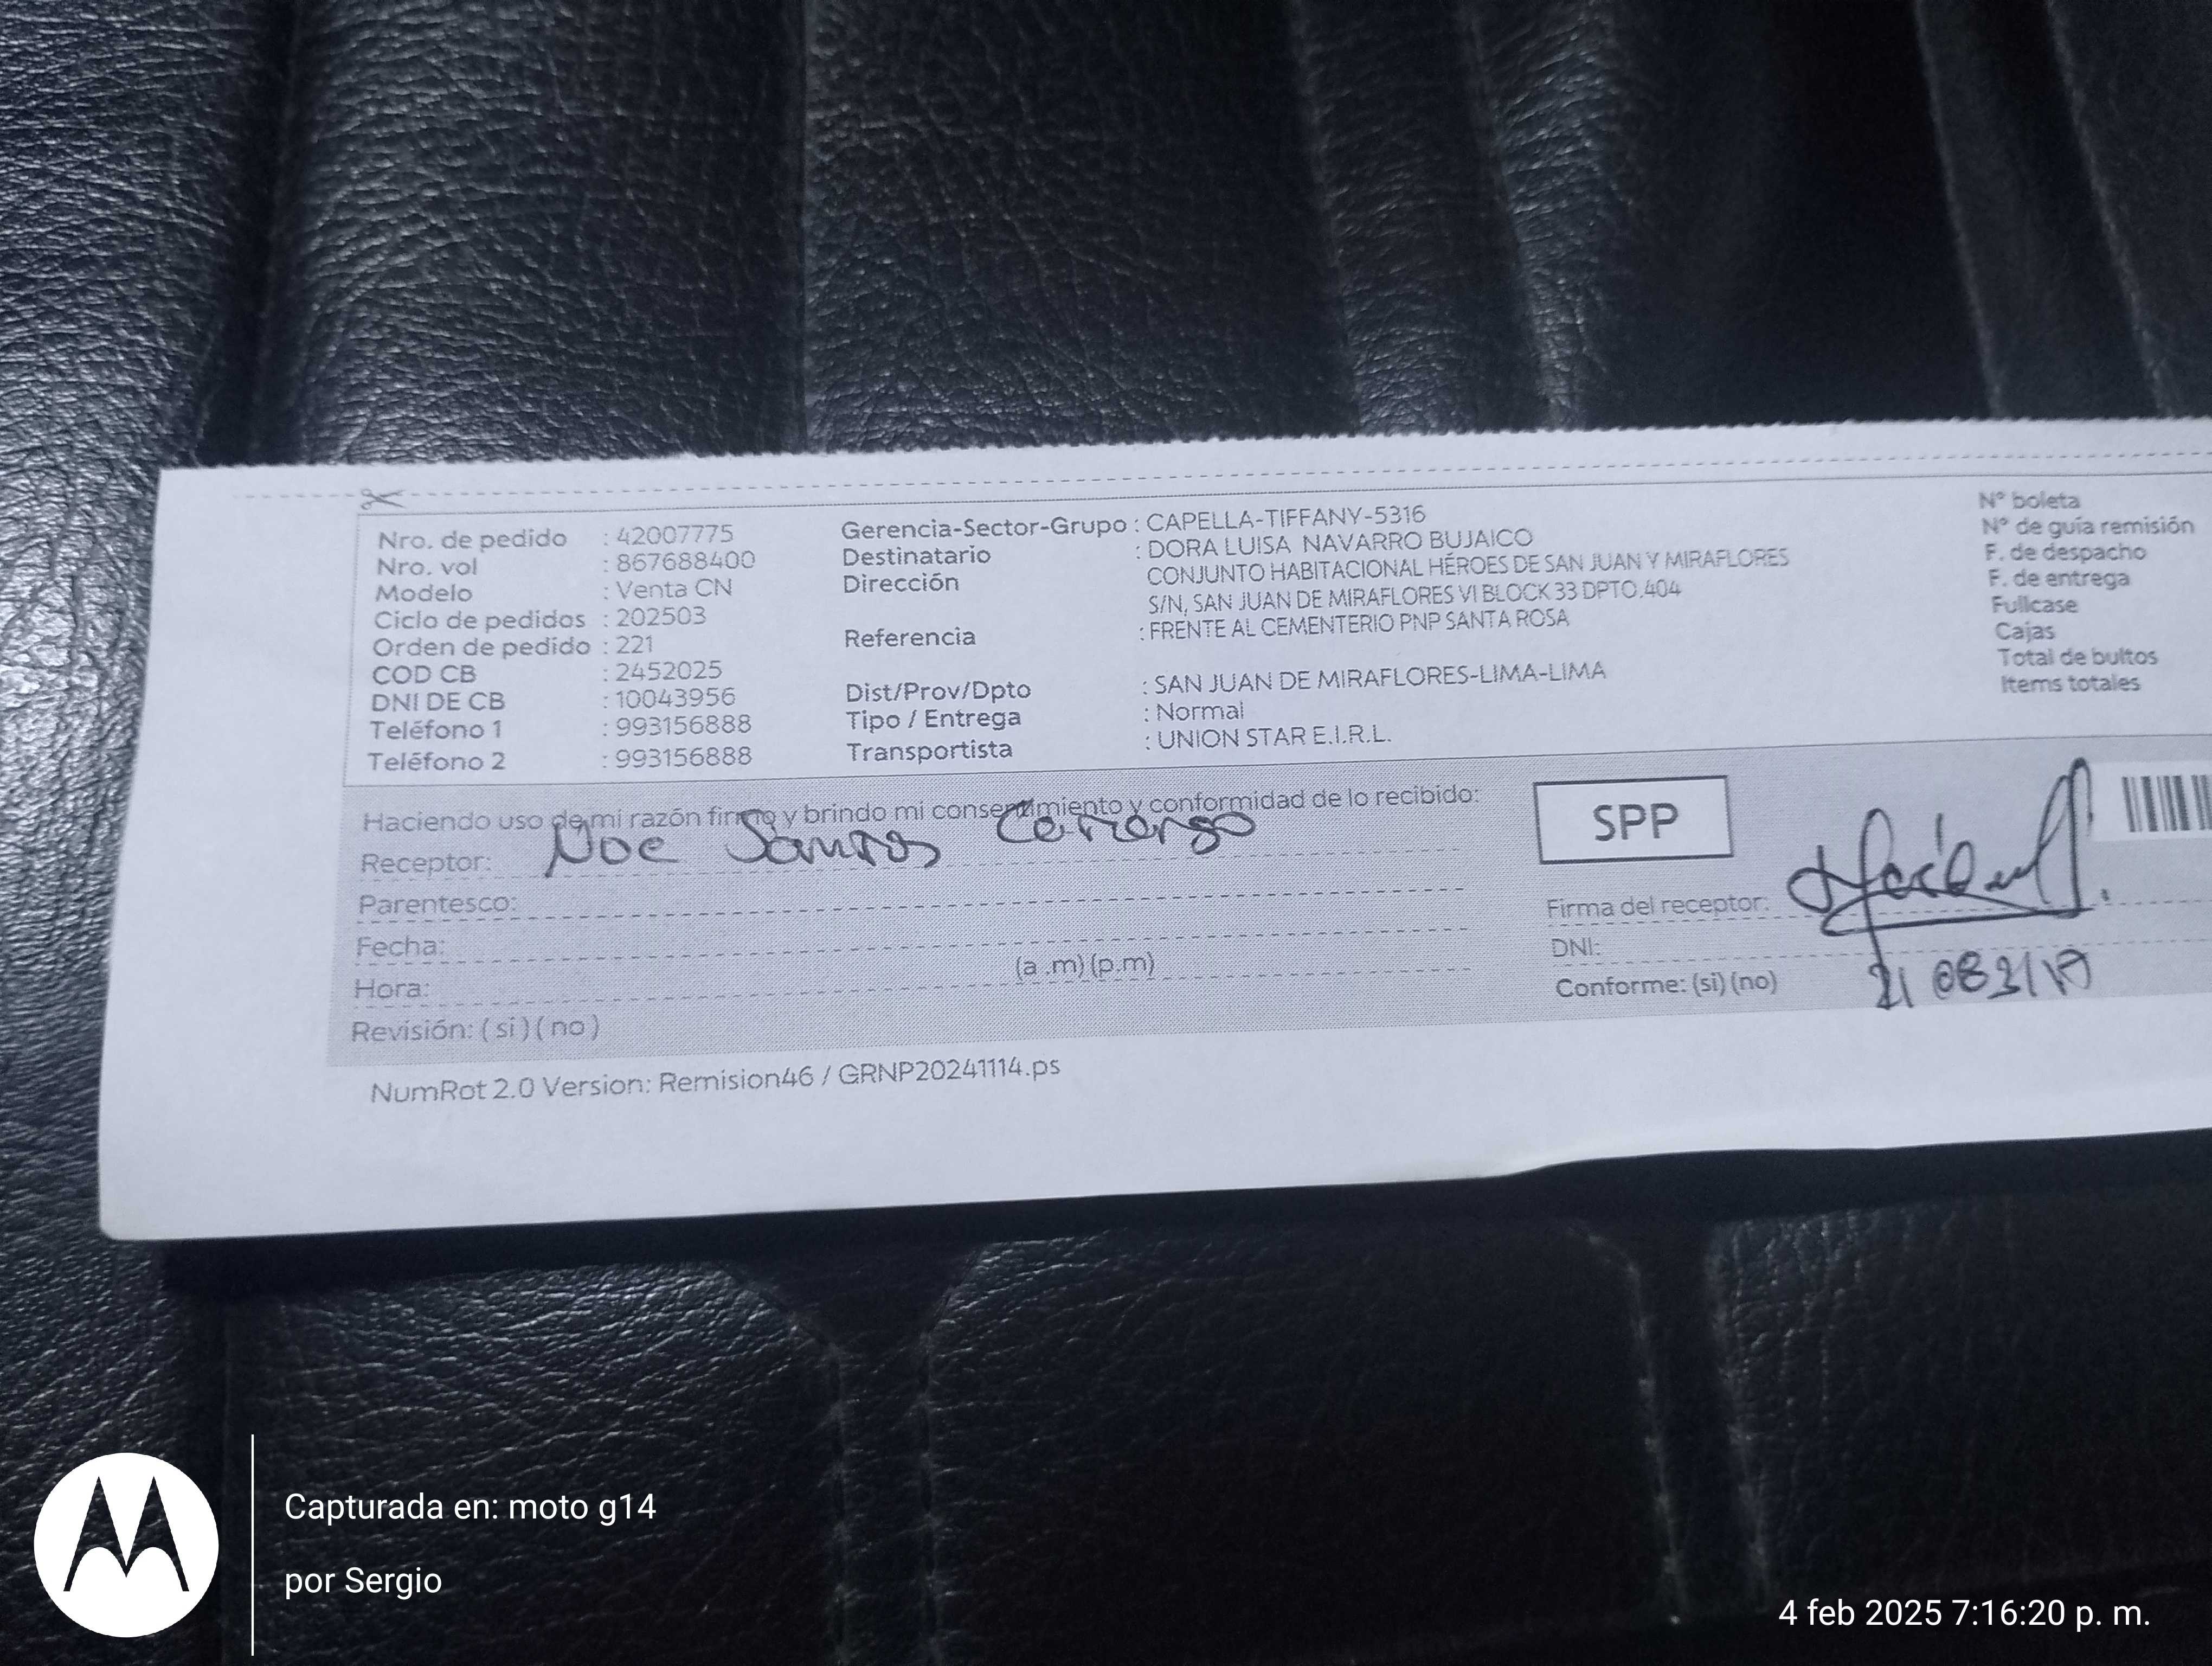 Nro. de pedido : 42007775
Nro. vol : 867688400
Modelo : Venta CN
Ciclo de pedidos : 202503
Orden de pedido : 221
COD CB : 2452025
DNI DE CB : 10043956
Teléfono 1 : 993156888
Teléfono 2 : 993156888
Gerencia-Sector-Grupo : CAPELLA-TIFFANY-5316
Destinatario : DORA LUISA NAVARRO BUJAICO
Dirección CONJUNTO HABITACIONAL HÉROES DE SAN JUAN Y MIRAFLORES
S/N, SAN JUAN DE MIRAFLORES VI BLOCK 33 DPTO.404
Referencia : FRENTE AL CEMENTERIO PNP SANTA ROSA
Dist/Prov/Dpto : SAN JUAN DE MIRAFLORES-LIMA-LIMA
Tipo / Entrega : Normal
Transportista : UNION STAR E.I.R.L.
N° boleta
N° de guía remisión
F. de despacho
F. de entrega
Fullcase
Cajas
Total de bultos
Items totales
Haciendo uso de mi razón firmo y brindo mi consentimiento y conformidad de lo recibido:
Receptor: Noe Santos
Parentesco:
Fecha:
Hora: (a .m) (p.m)
Revisión: ( si ) ( no )
SPP
Firma del receptor:
DNI:
Conforme: (si) (no)
NumRot 2.0 Version: Remision46 / GRNP20241114.ps
Capturada en: moto g14
por Sergio
4 feb 2025 7:16:20 p. m.